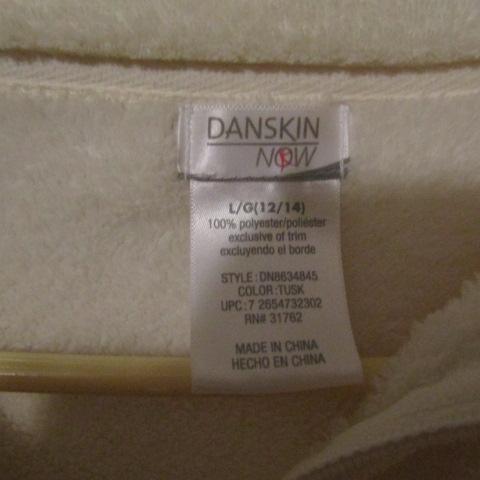 DANSKIN
NOW
L/G(12/14)
100% polyester/poliéster
exclusive of trim
excluyendo el borde
STYLE:DN8634845
COLOR:TUSK
UPC:7 2654732302
RN# 31762
MADE IN CHINA
HECHO EN CHINA